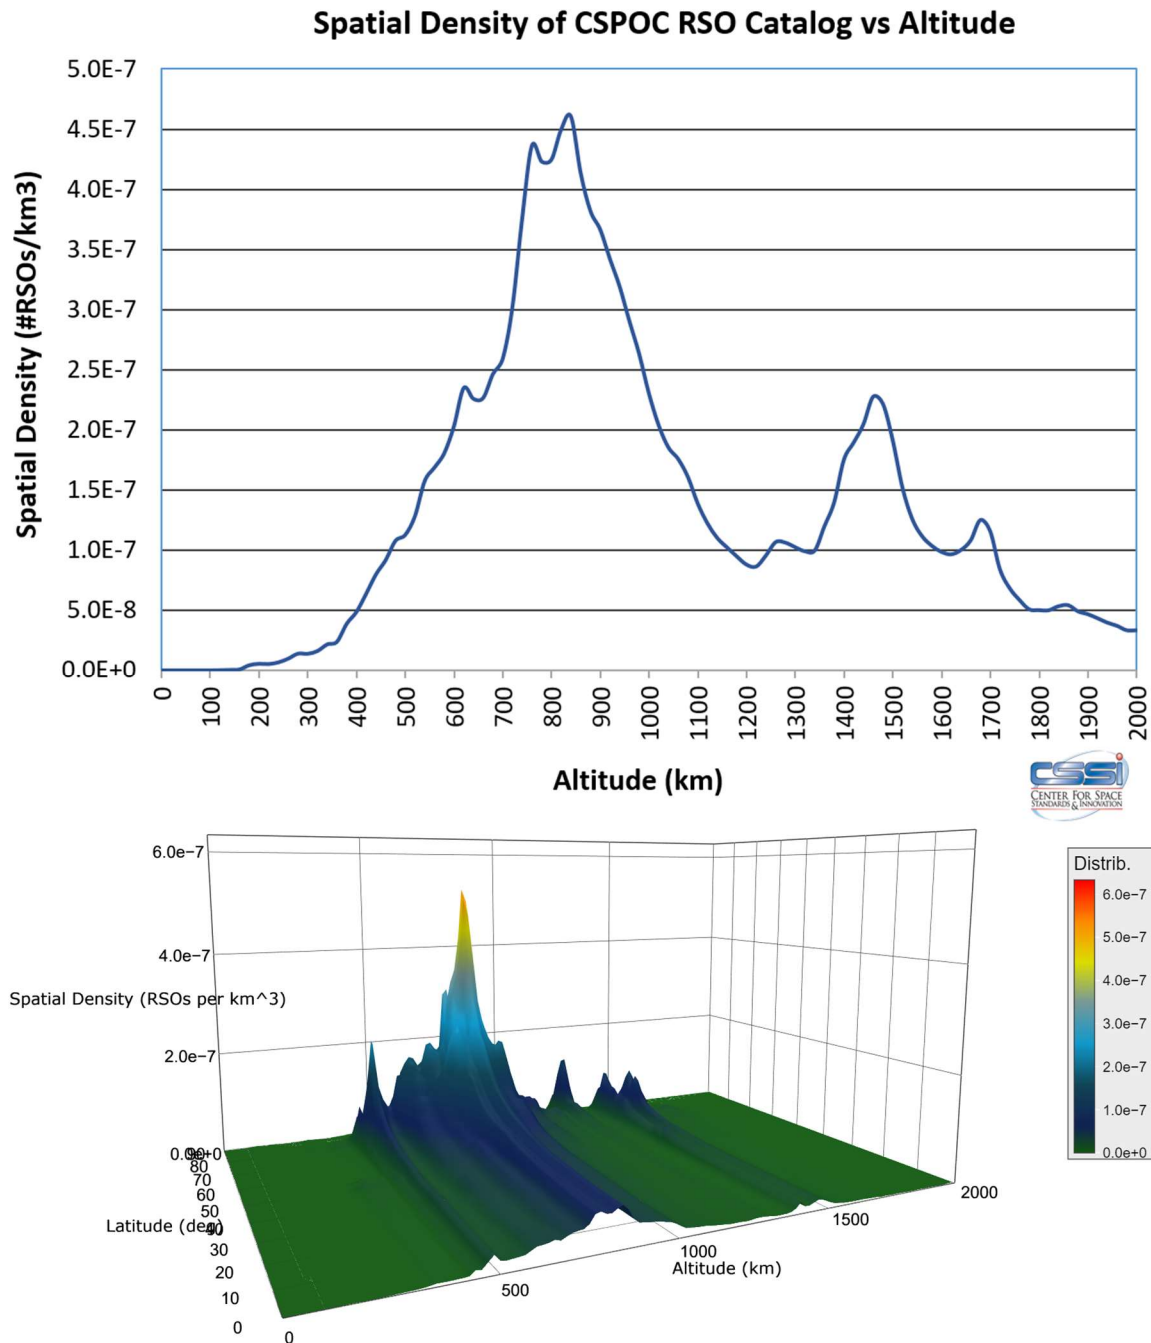 Spatial Density of CSPOC RSO Catalog vs Altitude
Spatial Density (#RSOs/km3)
5.0E-7
4.5E-7
4.0E-7
3.5E-7
3.0E-7
2.5E-7
2.0E-7
1.5E-7
1.0E-7
5.0E-8
0.0E+0
0 100 200 300 400 500 600 700 800 900 1000 1100 1200 1300 1400 1500 1600 1700 1800 1900 2000
Altitude (km)
CSSI
CENTER FOR SPACE
STANDARDS & INNOVATION
6.0e−7
4.0e−7
Spatial Density (RSOs per km^3)
2.0e−7
0.0e+0
90
80
70
60
50
Latitude (deg)
40
30
20
10
0
0
500
1000
1500
2000
Altitude (km)
Distrib.
6.0e−7
5.0e−7
4.0e−7
3.0e−7
2.0e−7
1.0e−7
0.0e+0